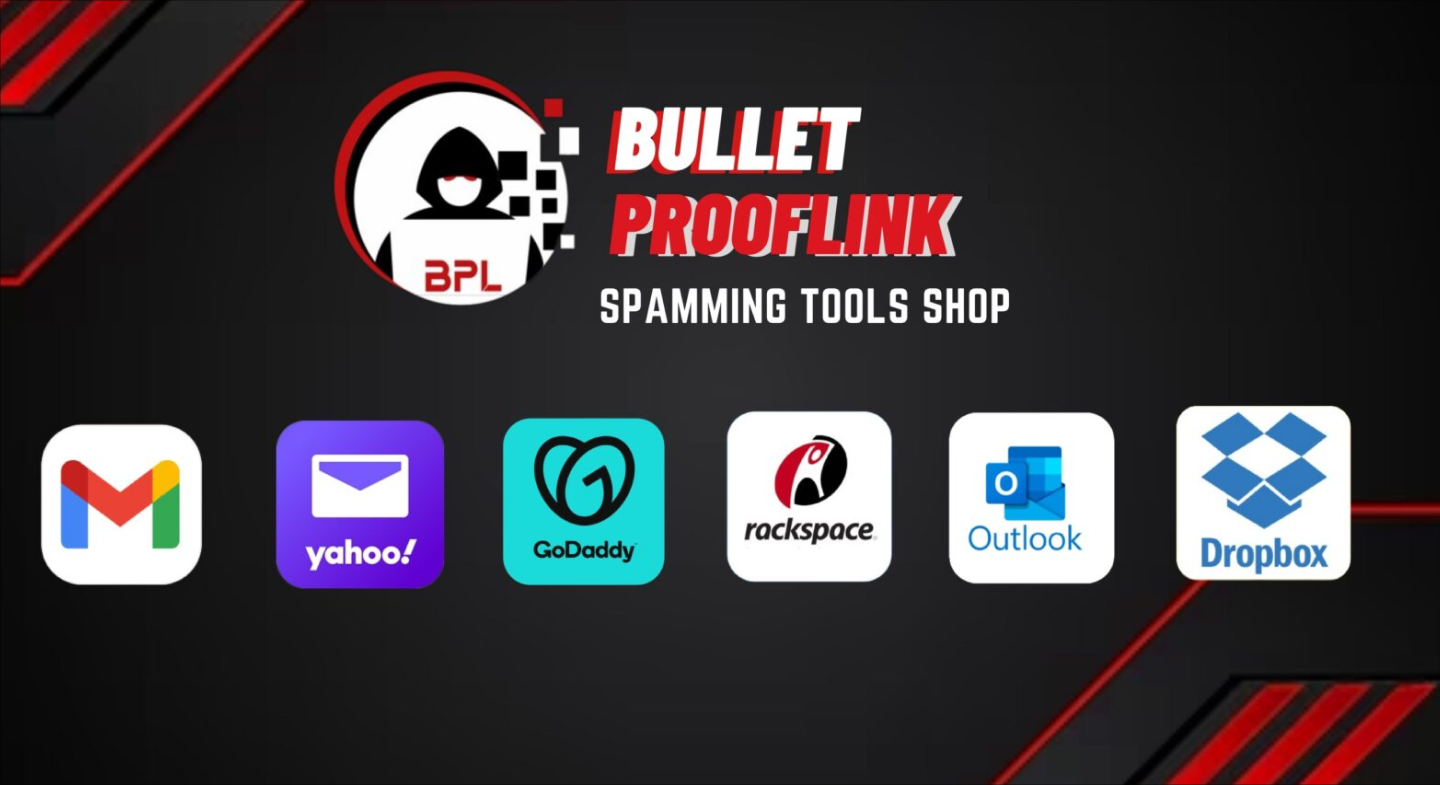 BULLET
PROOFLINK
BPL
SPAMMING TOOLS SHOP
yahoo!
GoDaddy
rackspace
Outlook
Dropbox